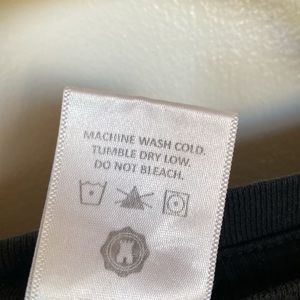 MACHINE WASH COLD.
TUMBLE DRY LOW.
DO NOT BLEACH.